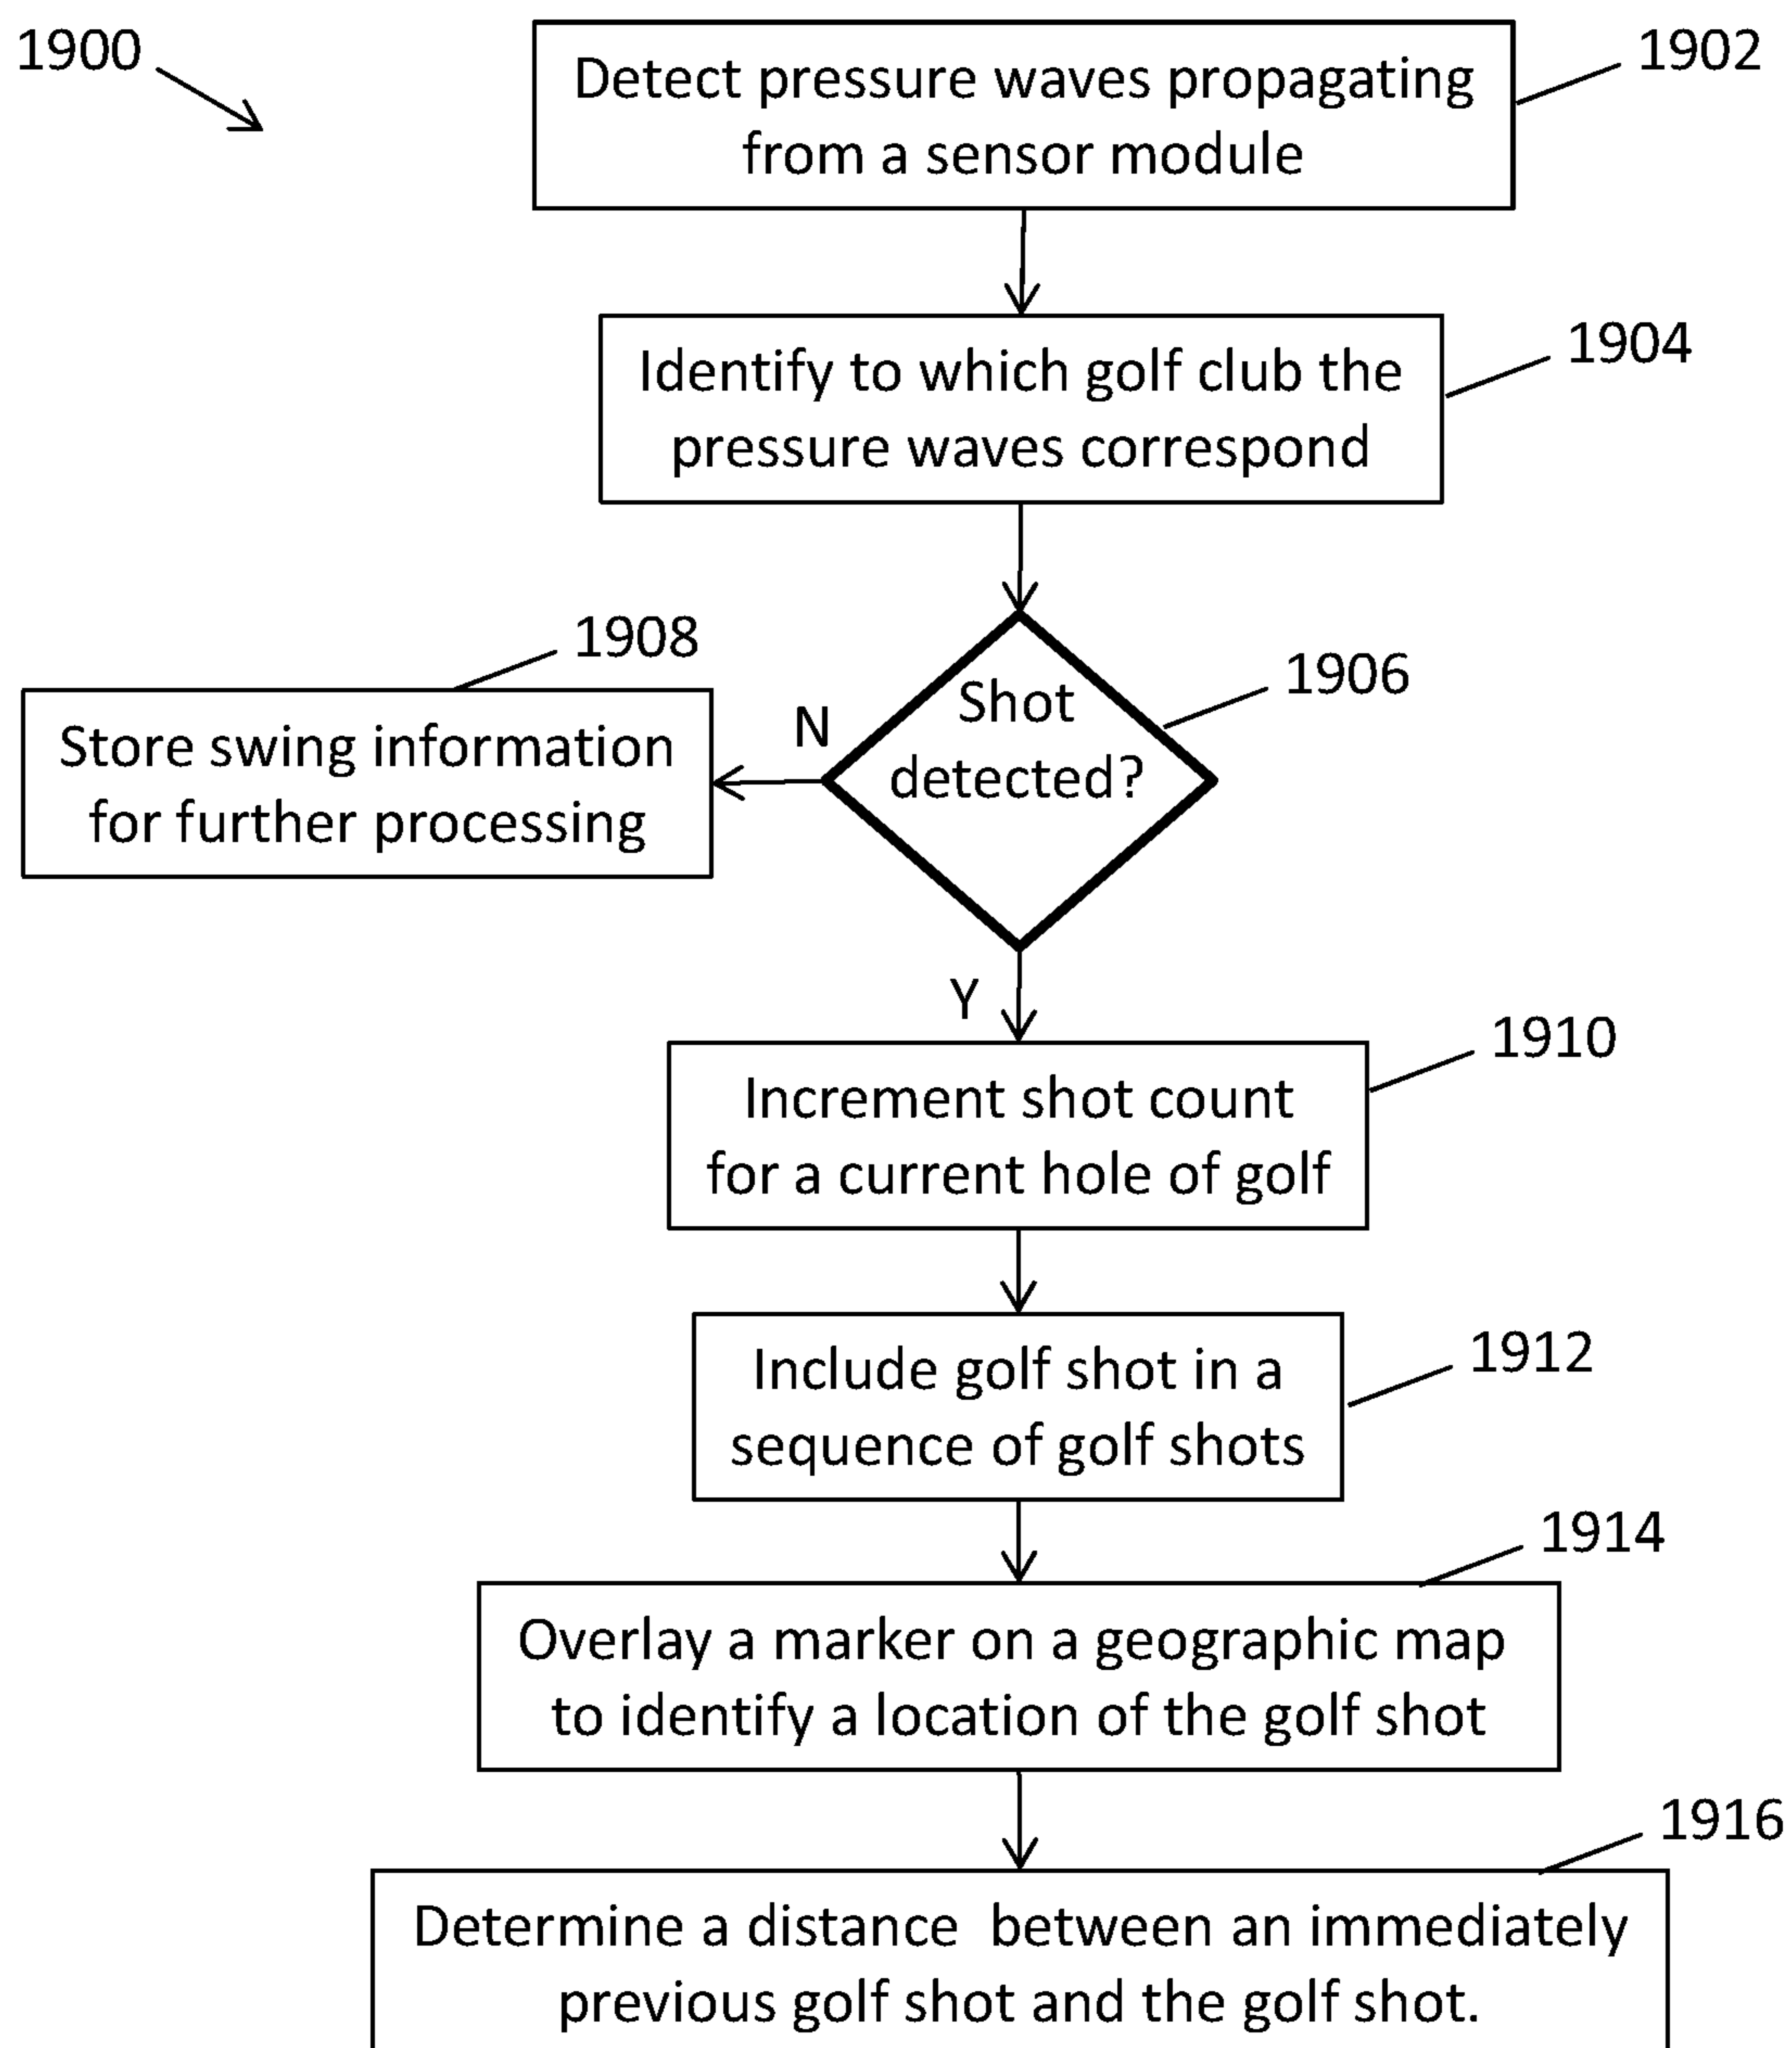 1900
1902
Detect pressure waves propagating
from a sensor module
1904
Identify to which golf club the
pressure waves correspond
1906
Shot
detected?
N
1908
Store swing information
for further processing
Y
1910
Increment shot count
for a current hole of golf
1912
Include golf shot in a
sequence of golf shots
1914
Overlay a marker on a geographic map
to identify a location of the golf shot
1916
Determine a distance  between an immediately
previous golf shot and the golf shot.